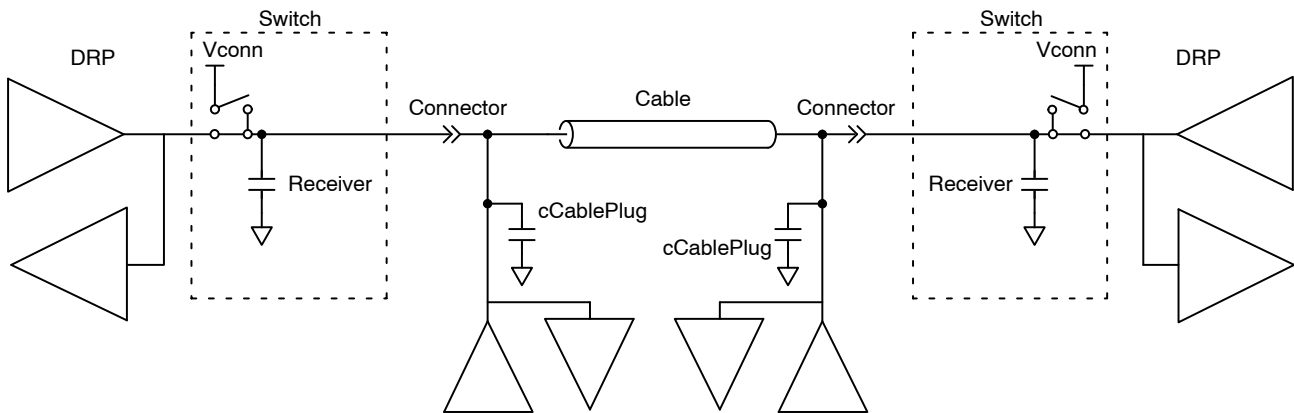 Switch
Switch
Vconn
Vconn
DRP
DRP
Cable
Connector
Connector
Receiver
Receiver
cCablePlug
cCablePlug